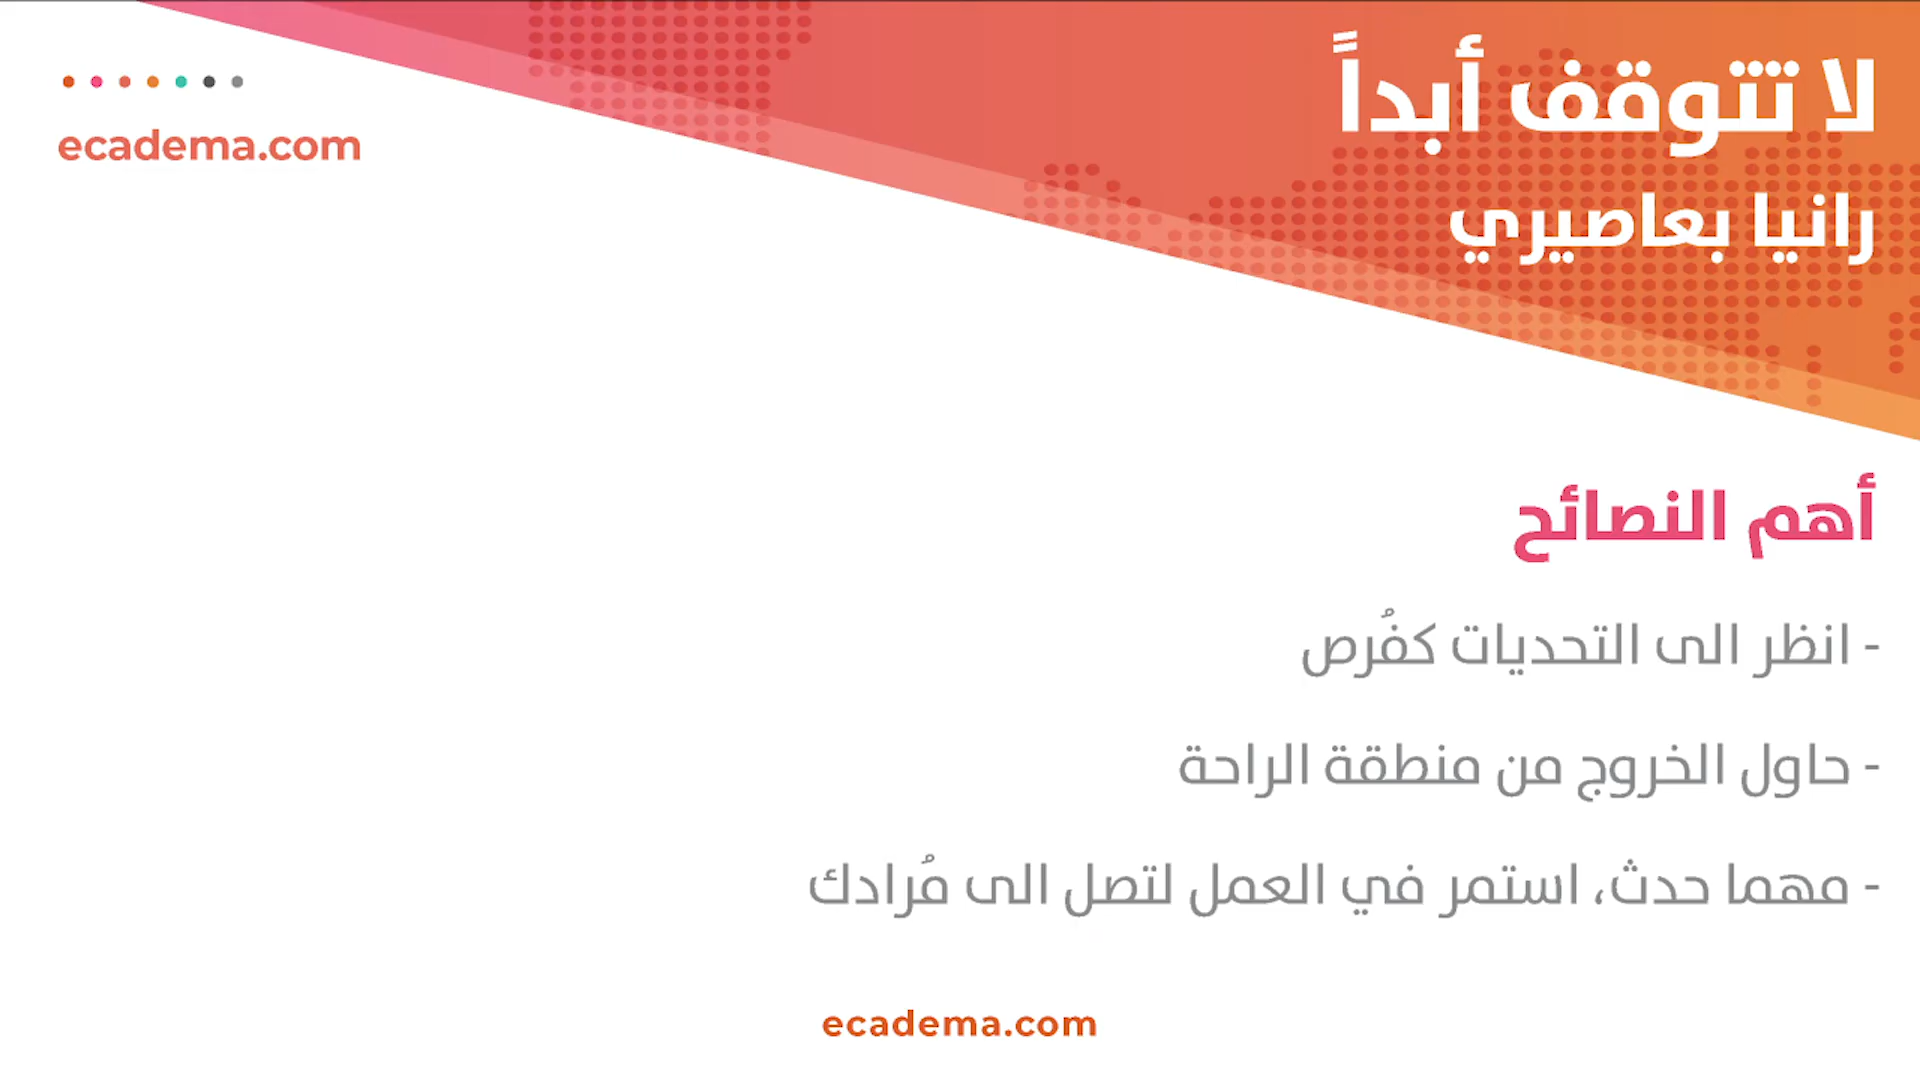 لا تتوقف أبداً
رانيا بعاصيري
ecadema.com
أهم النصائح
- انظر الى التحديات كفُرص
- حاول الخروج من منطقة الراحة
- مهما حدث، استمر في العمل لتصل الى مُرادك
ecadema.com